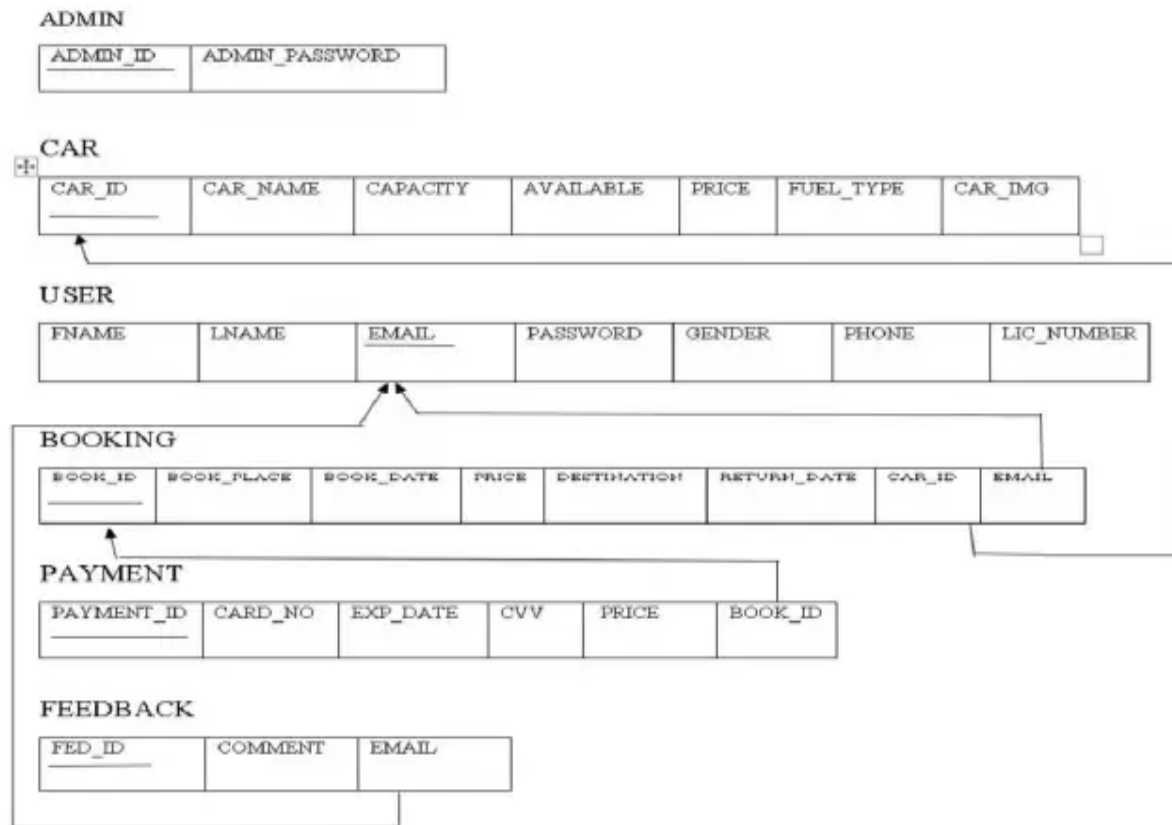 ADMIN
ADMIN_ID ADMIN_PASSWORD
CAR
CAR_ID CAR_NAME CAPACITY AVAILABLE PRICE FUEL_TYPE CAR_IMG
USER
FNAME LNAME EMAIL PASSWORD GENDER PHONE LIC_NUMBER
BOOKING
BOOK_ID BOOK_PLACE BOOK_DATE PRICE DESTINATION RETURN_DATE CAR_ID EMAIL
PAYMENT
PAYMENT_ID CARD_NO EXP_DATE CVV PRICE BOOK_ID
FEEDBACK
FED_ID COMMENT EMAIL